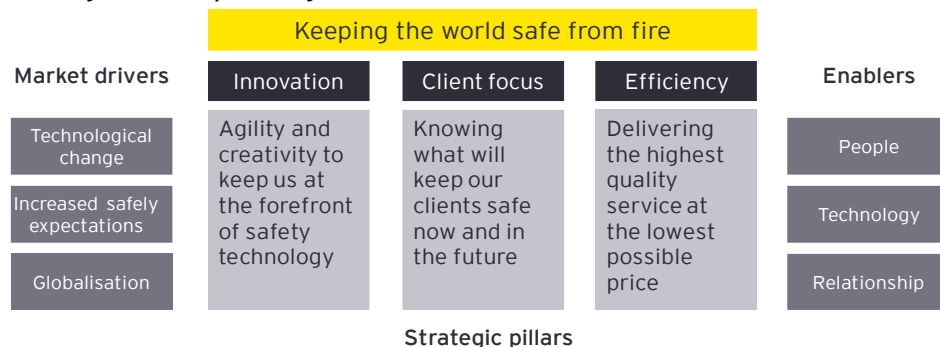 Keeping the world safe from fire
Market drivers
Innovation
Client focus
Efficiency
Enablers
Technological
change
Increased safely
expectations
Globalisation
Agility and
creativity to
keep us at
the forefront
of safety
technology
Knowing
what will
keep our
clients safe
now and in
the future
Delivering
the highest
quality
service at
the lowest
possible
price
People
Technology
Relationship
Strategic pillars